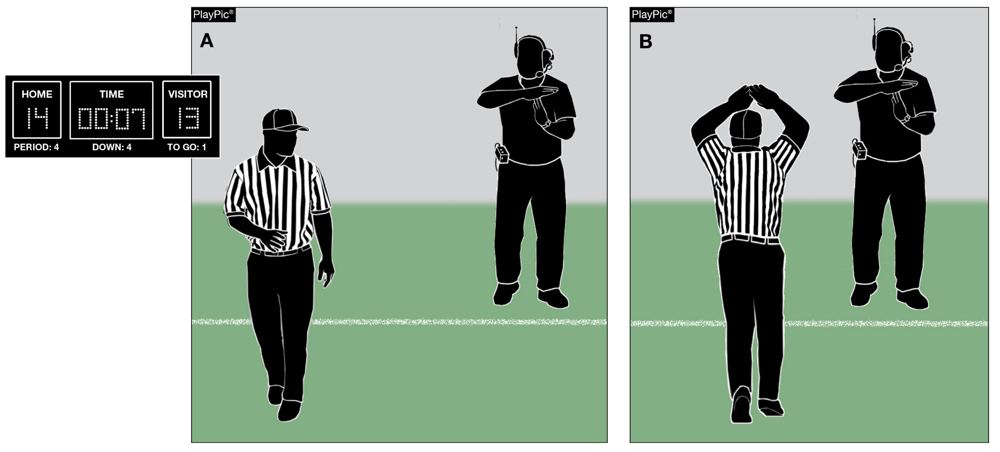 PlayPic®
A
HOME
14
PERIOD: 4
TIME
00:07
DOWN: 4
VISITOR
13
TO GO: 1
PlayPic®
B